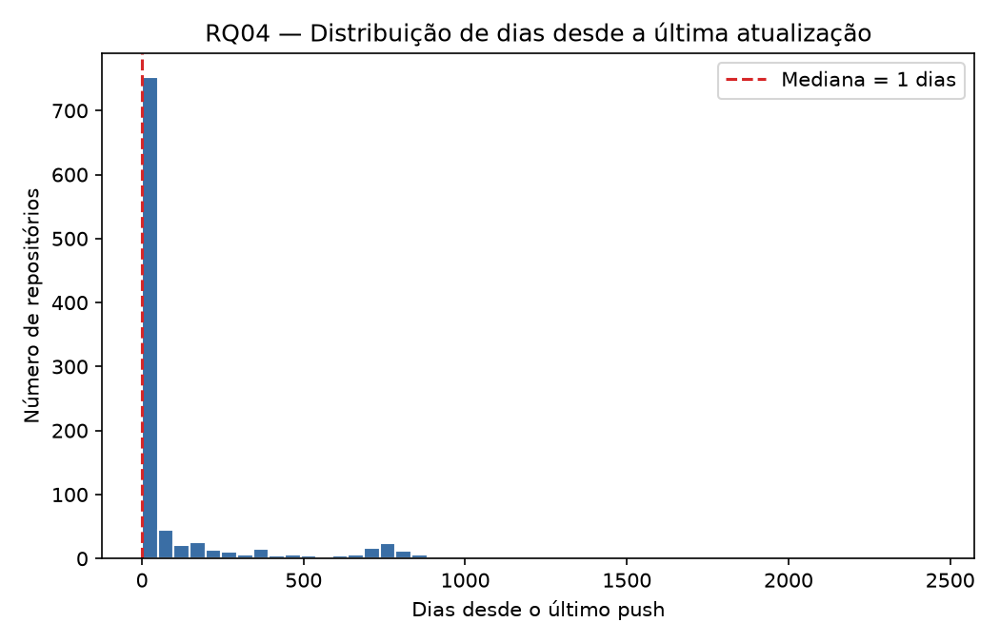 RQ04 — Distribuição de dias desde a última atualização
Mediana = 1 dias
Número de repositórios
700
600
500
400
300
200
100
0
0 500 1000 1500 2000 2500
Dias desde o último push